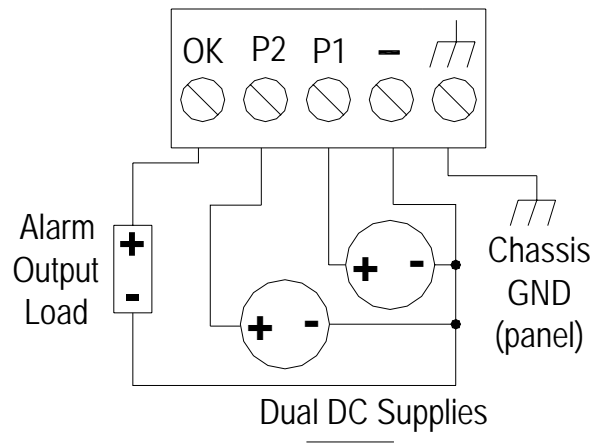 OK P2 P1 –
Alarm
Output
Load
+
-
+ -
+ -
Chassis
GND
(panel)
Dual DC Supplies